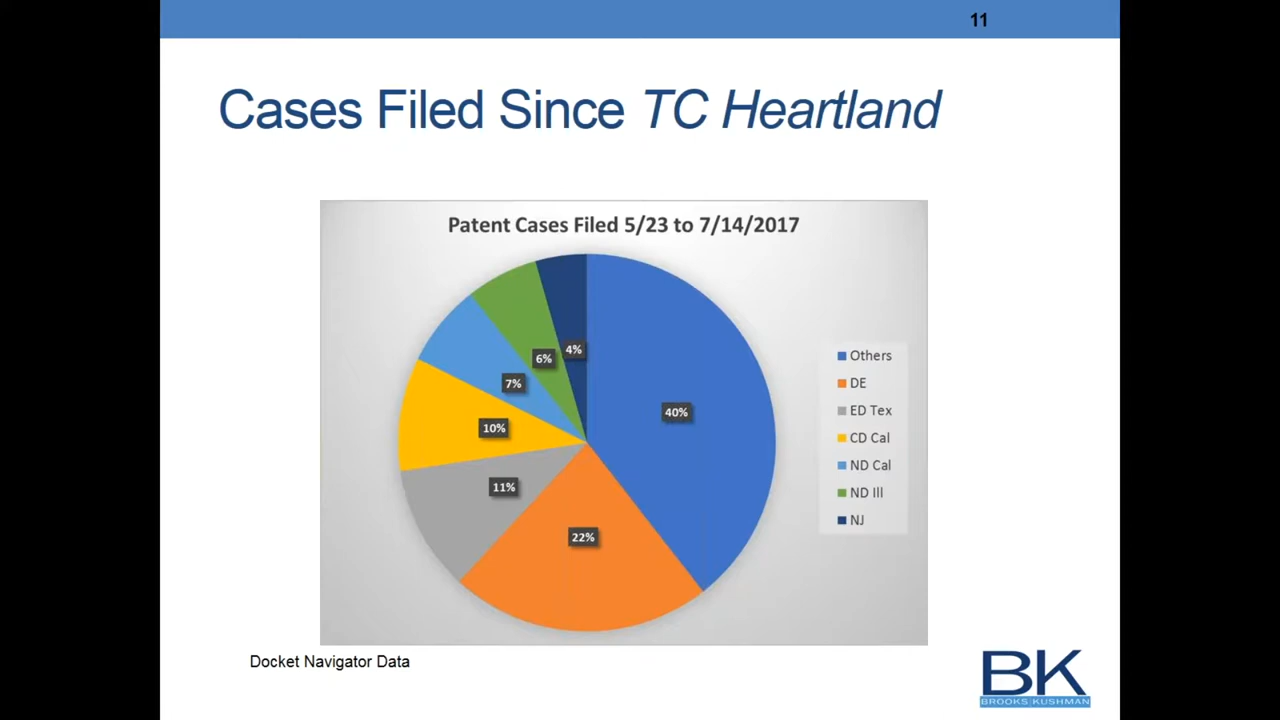 11
Cases Filed Since TC Heartland
Patent Cases Filed 5/23 to 7/14/2017
4%
6%
7%
40%
10%
11%
22%
Others
DE
ED Tex
CD Cal
ND Cal
ND Ill
NJ
Docket Navigator Data
BK
BROOKS KUSHMAN